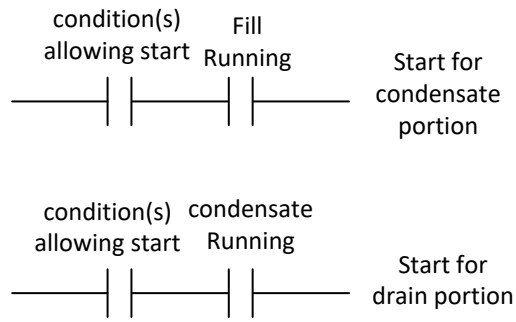 condition(s)
allowing start
Fill
Running
Start for
condensate
portion
condition(s)
allowing start
condensate
Running
Start for
drain portion